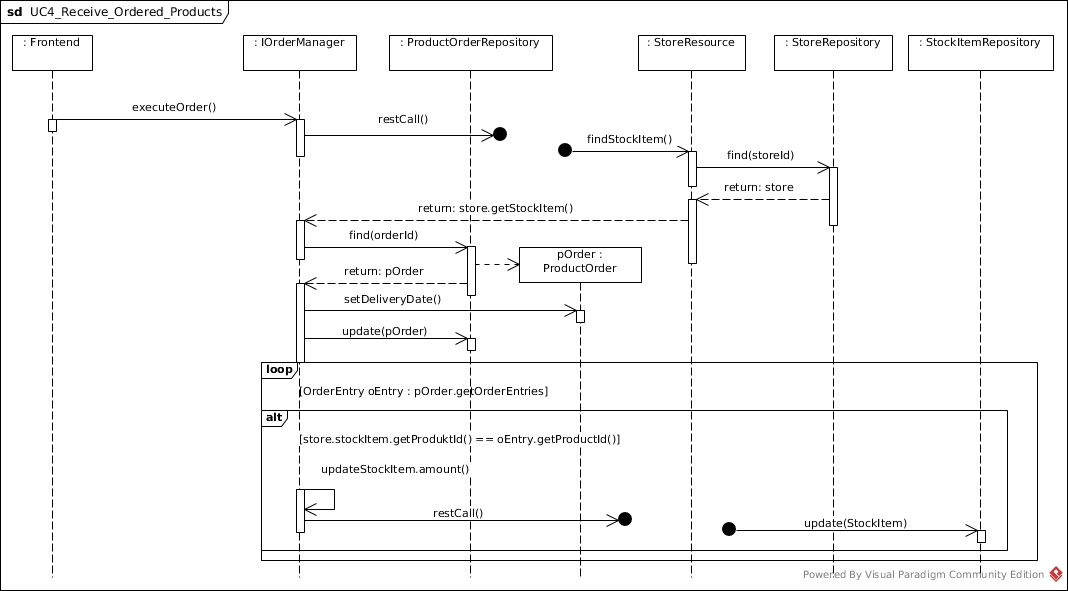 sd UC4_Receive_Ordered_Products
: Frontend
: IOrderManager
: ProductOrderRepository
: StoreResource
: StoreRepository
: StockItemRepository
executeOrder()
restCall()
findStockItem()
find(storeId)
return: store
return: store.getStockItem()
find(orderId)
pOrder :
ProductOrder
return: pOrder
setDeliveryDate()
update(pOrder)
loop
[OrderEntry oEntry : pOrder.getOrderEntries]
alt
[store.stockItem.getProduktId() == oEntry.getProductId()]
updateStockItem.amount()
restCall()
update(StockItem)
Powered By Visual Paradigm Community Edition